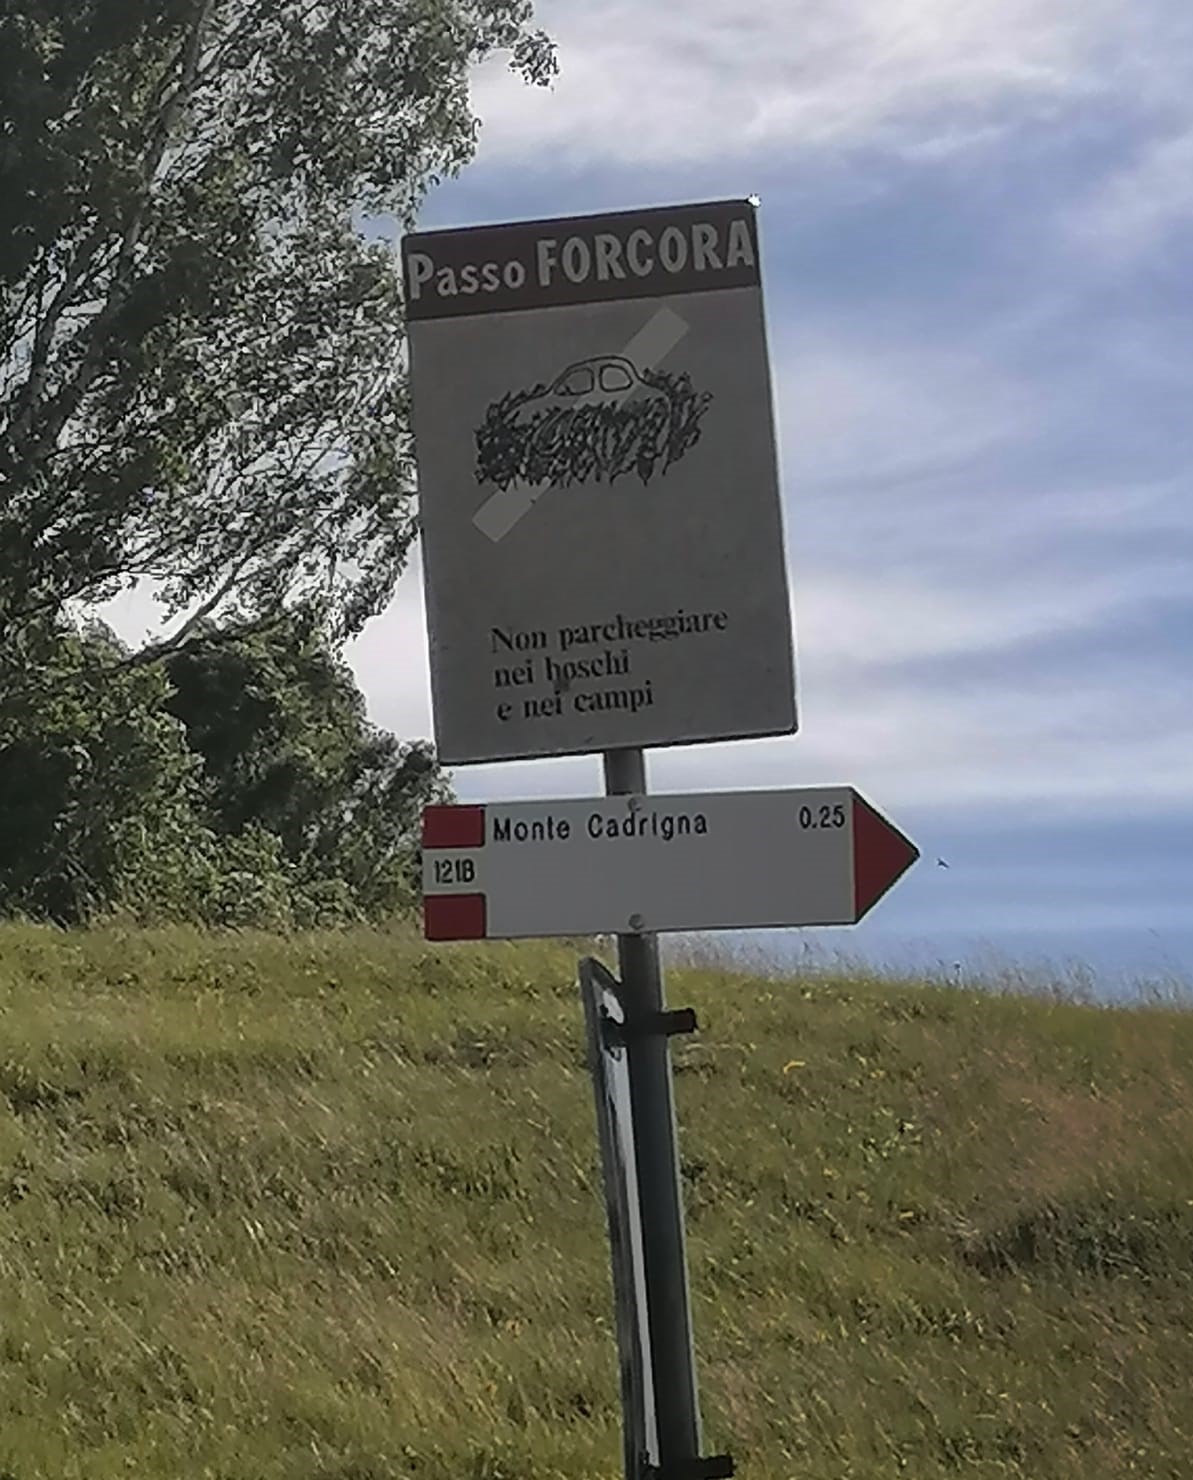 Passo FORCORA
Non parcheggiare
nei boschi
e nei campi
Monte Cadrigna 0.25
121B